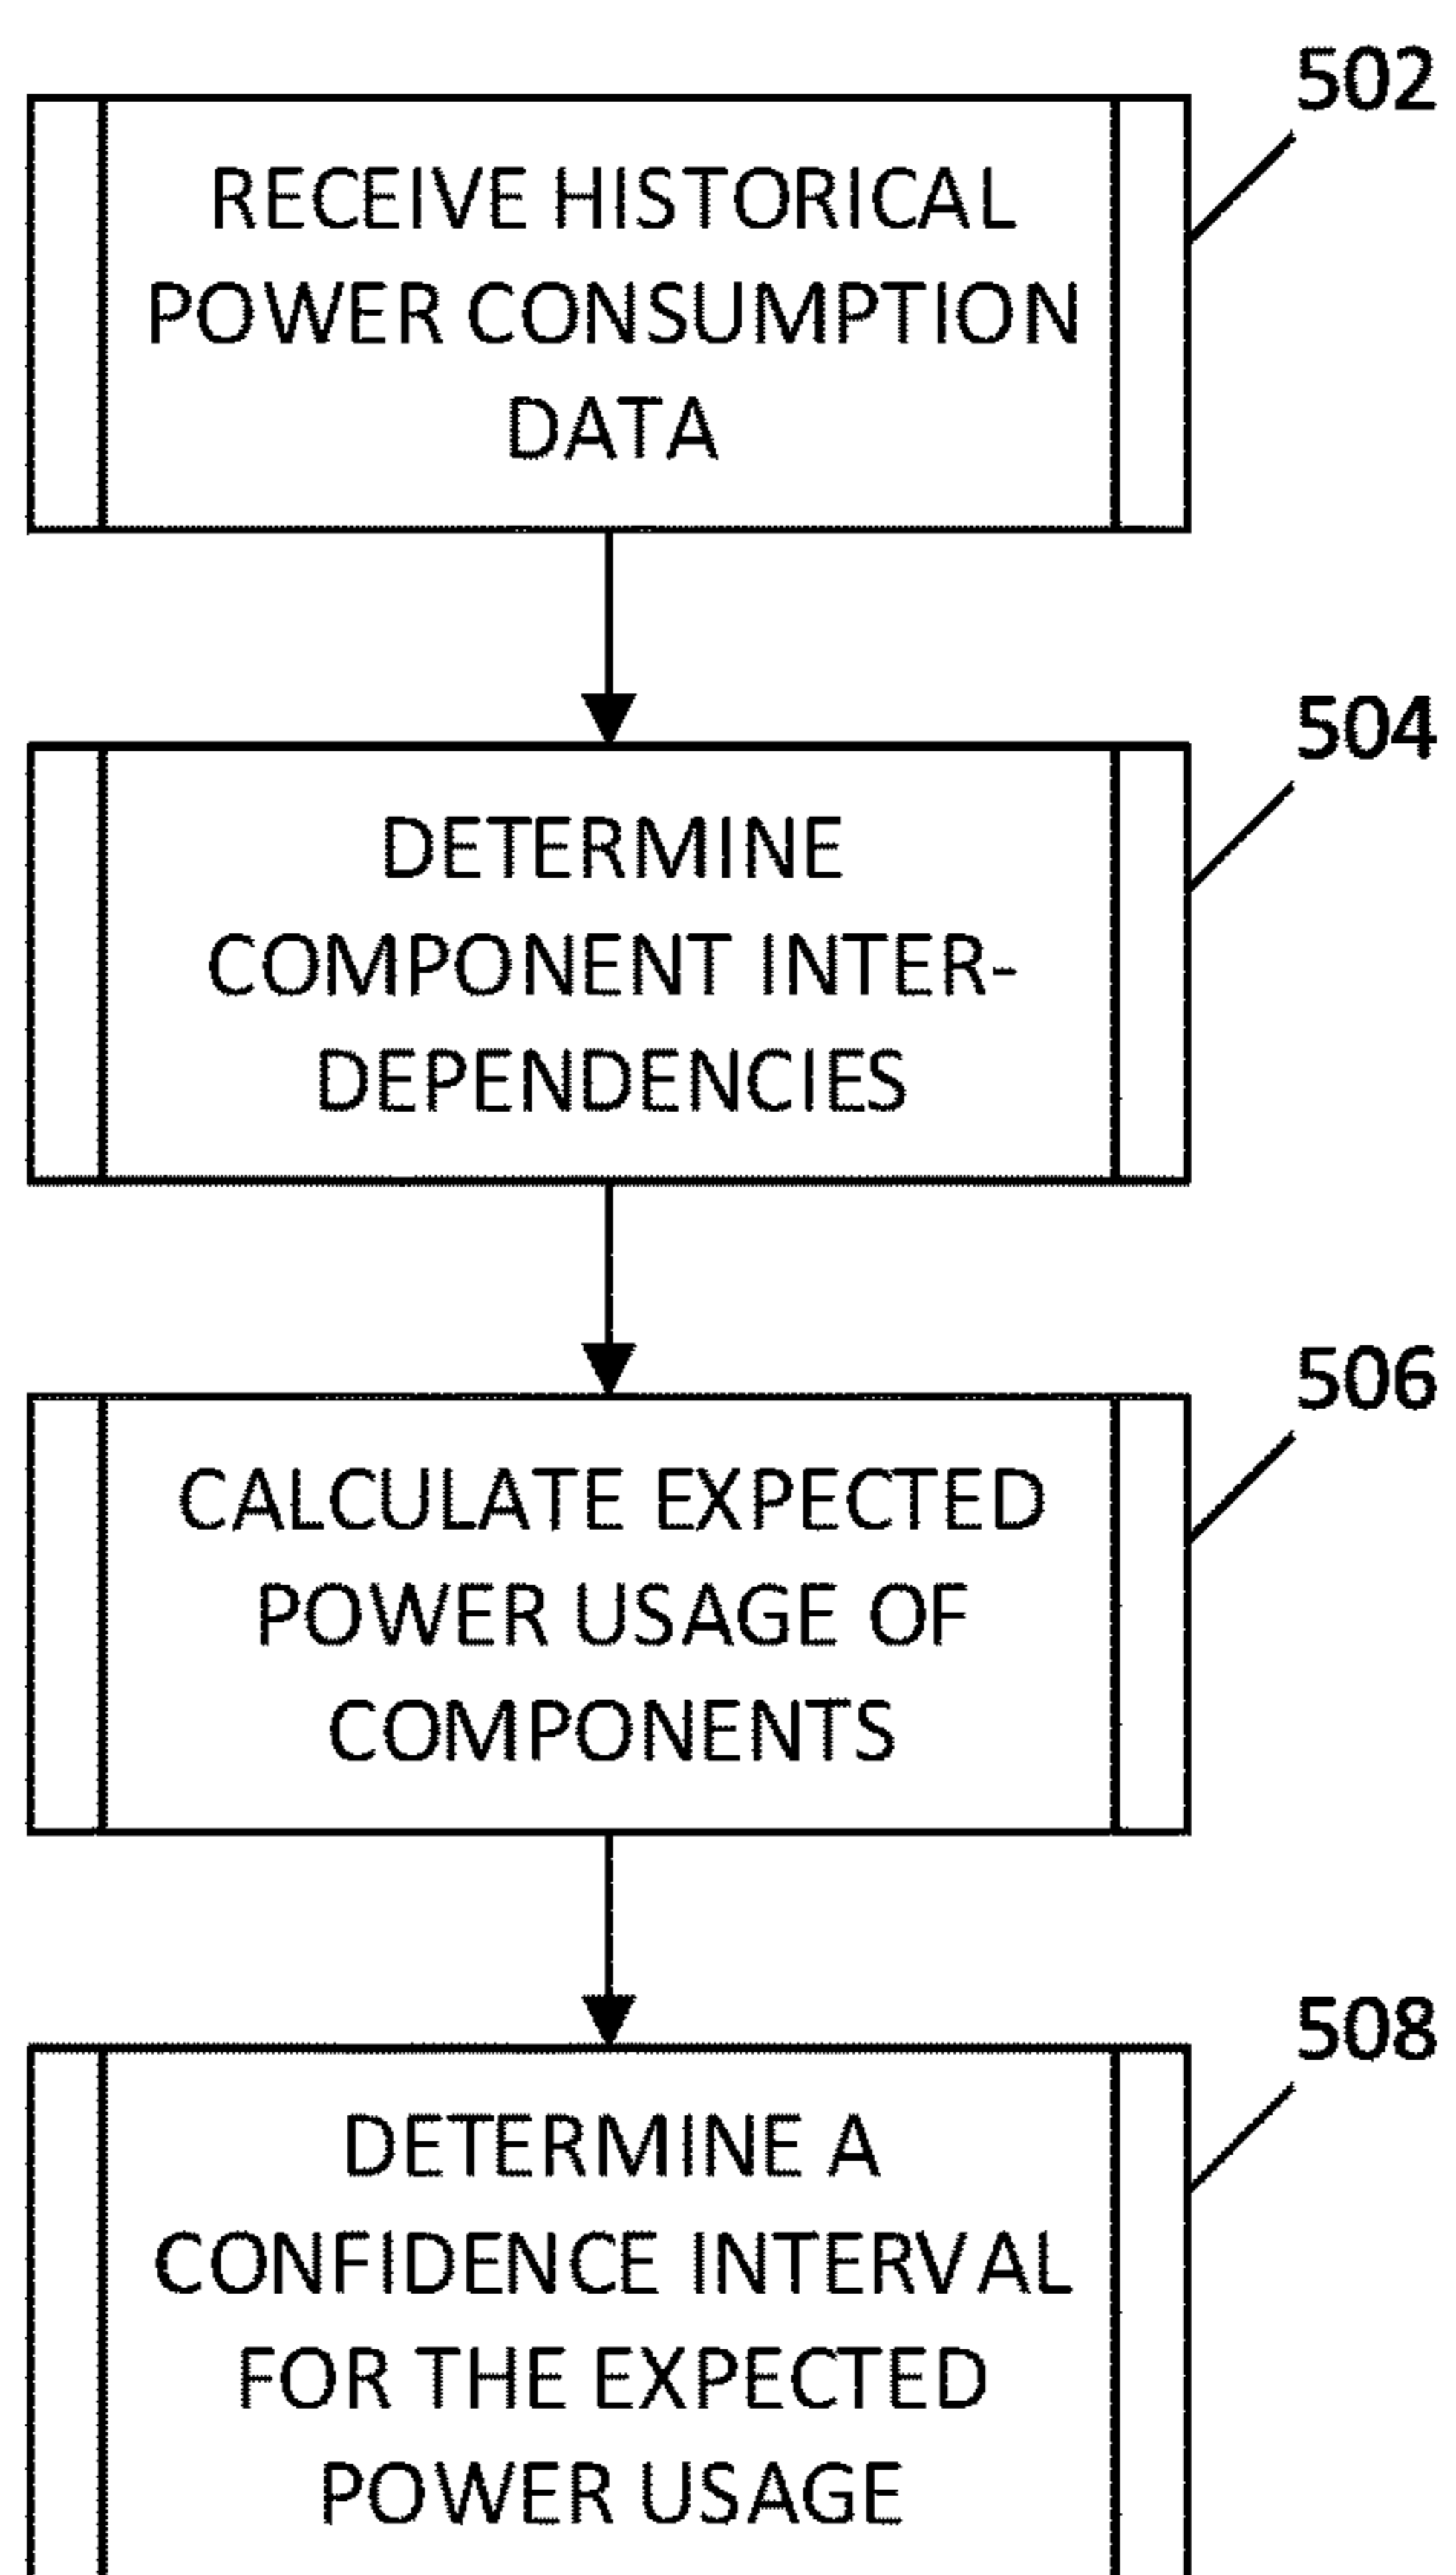 502
RECEIVE HISTORICAL
POWER CONSUMPTION
DATA
504
DETERMINE
COMPONENT INTER-
DEPENDENCIES
506
CALCULATE EXPECTED
POWER USAGE OF
COMPONENTS
508
DETERMINE A
CONFIDENCE INTERVAL
FOR THE EXPECTED
POWER USAGE